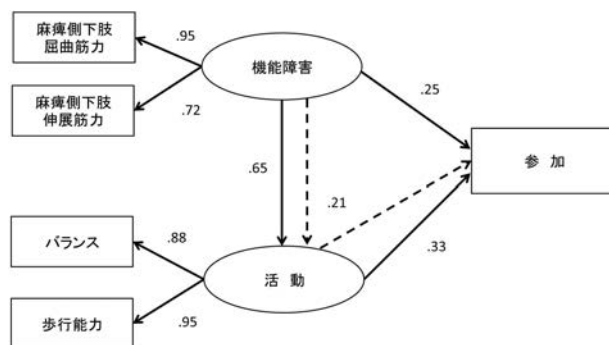 麻痺側下肢
屈曲筋力
.95
機能障害
麻痺側下肢
伸展筋力
.72
.25
参 加
.65
.21
バランス
.88
.33
活 動
歩行能力
.95